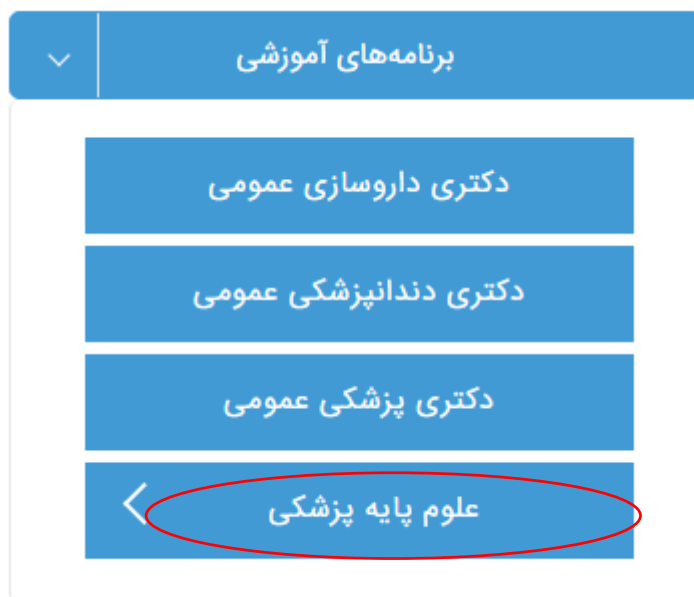 برنامه‌های آموزشی
دکتری داروسازی عمومی
دکتری دندانپزشکی عمومی
دکتری پزشکی عمومی
علوم پایه پزشکی